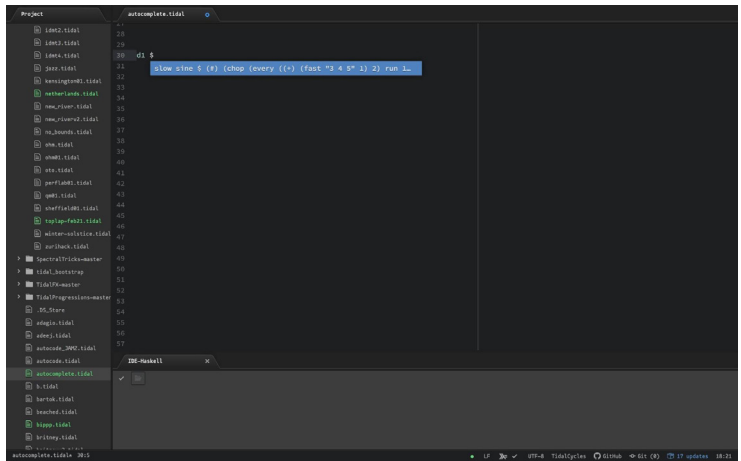 Project
autocomplete.tidal
idmt2.tidal
idmt3.tidal
idmt4.tidal
jazz.tidal
kensington01.tidal
netherlands.tidal
new_river.tidal
new_riverv2.tidal
no_bounds.tidal
ohm.tidal
ohm01.tidal
oto.tidal
perflab01.tidal
qm01.tidal
sheffield01.tidal
toplap-feb21.tidal
winter-solstice.tidal
zurihack.tidal
SpectralTricks-master
tidal_bootstrap
TidalFX-master
TidalProgressions-master
.DS_Store
adagio.tidal
adeej.tidal
autocode_JAMZ.tidal
autocode.tidal
autocomplete.tidal
b.tidal
bartok.tidal
beached.tidal
bippp.tidal
britney.tidal
28
29
30 d1 $
31
slow sine $ (#) (chop (every ((+) (fast "3 4 5" 1) 2) run 1…
32
33
34
35
36
37
38
39
40
41
42
43
44
45
46
47
48
49
50
51
52
53
54
55
56
57
IDE-Haskell
autocomplete.tidal* 30:5
LF
UTF-8 TidalCycles GitHub Git (0) 17 updates 18:21